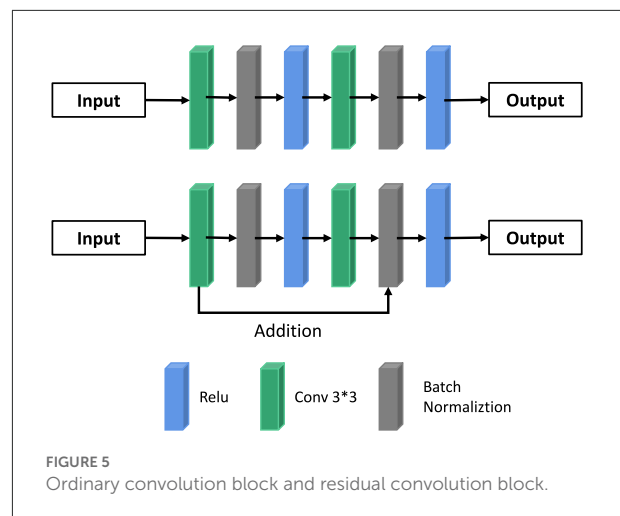 Input
Output
Input
Output
Addition
Relu
Conv 3*3
Batch
Normaliztion
FIGURE 5
Ordinary convolution block and residual convolution block.